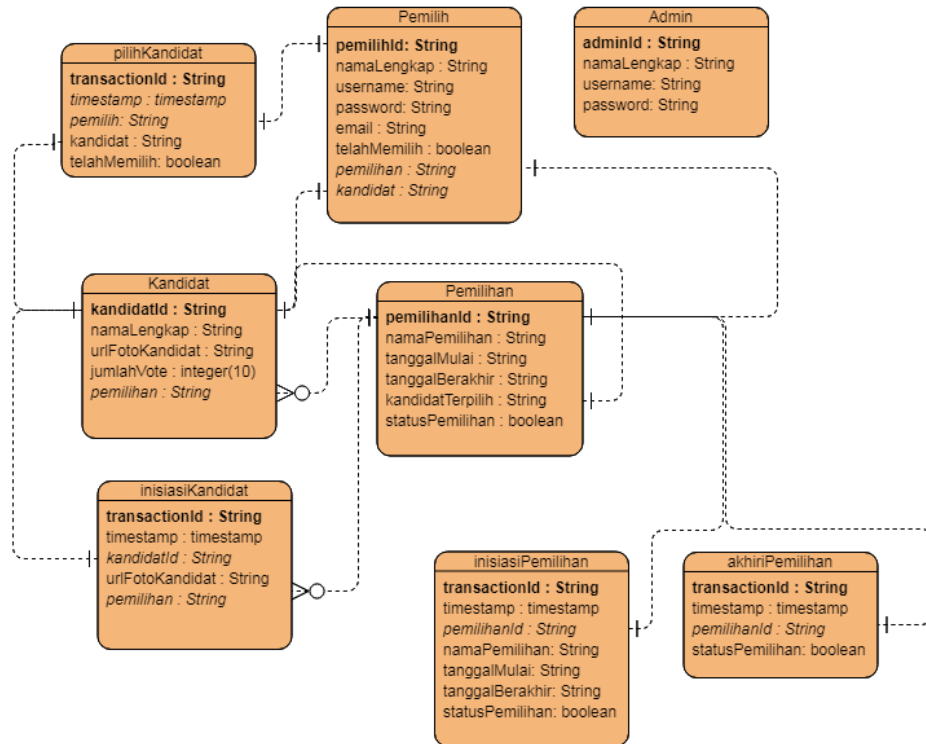 pilihKandidat
transactionId : String
timestamp : timestamp
pemilih: String
kandidat : String
telahMemilih: boolean
Pemilih
pemilihId: String
namaLengkap : String
username: String
password: String
email : String
telahMemilih : boolean
pemilihan : String
kandidat : String
Admin
adminId : String
namaLengkap : String
username: String
password: String
Kandidat
kandidatId : String
namaLengkap : String
urlFotoKandidat : String
jumlahVote : integer(10)
pemilihan : String
Pemilihan
pemilihanId : String
namaPemilihan : String
tanggalMulai : String
tanggalBerakhir : String
kandidatTerpilih : String
statusPemilihan : boolean
inisiasiKandidat
transactionId : String
timestamp : timestamp
kandidatId : String
urlFotoKandidat : String
pemilihan : String
inisiasiPemilihan
transactionId : String
timestamp : timestamp
pemilihanId : String
namaPemilihan: String
tanggalMulai: String
tanggalBerakhir: String
statusPemilihan: boolean
akhiriPemilihan
transactionId : String
timestamp : timestamp
pemilihanId : String
statusPemilihan: boolean